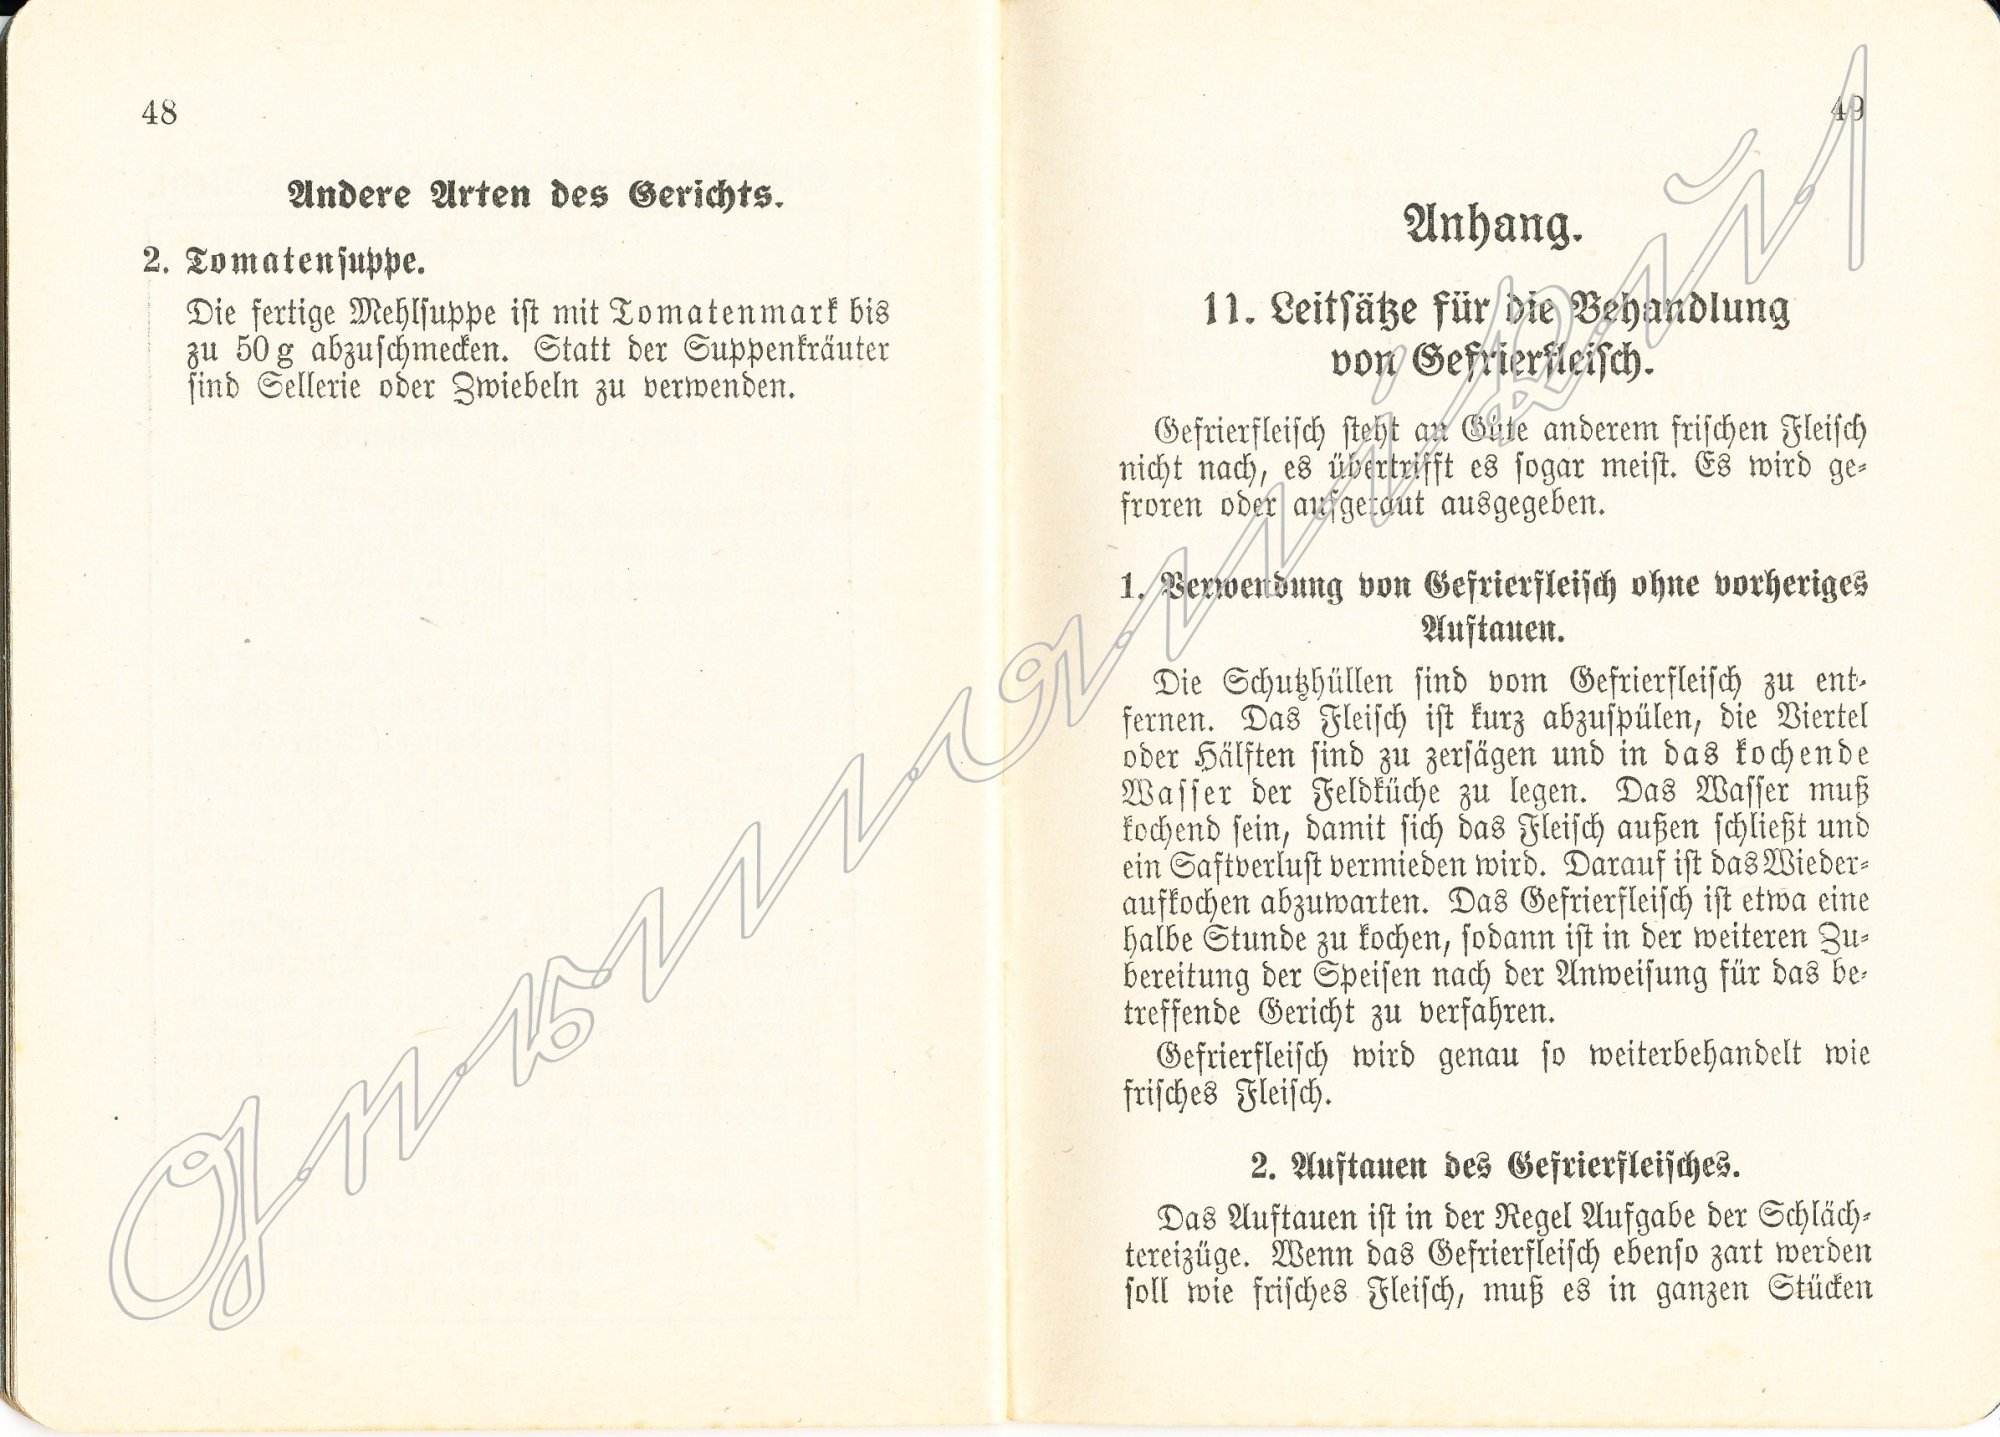 48
Andere Arten des Gerichts.
2. Tomatensuppe.
Die fertige Mehlsuppe ist mit Tomatenmark bis
zu 50 g abzuschmecken. Statt der Suppenkräuter
sind Sellerie oder Zwiebeln zu verwenden.
49
Anhang.
11. Leitsätze für die Behandlung
von Gefrierfleisch.
Gefrierfleisch steht an Güte anderem frischen Fleisch
nicht nach, es übertrifft es sogar meist. Es wird ge-
froren oder aufgetaut ausgegeben.
1. Verwendung von Gefrierfleisch ohne vorheriges
Auftauen.
Die Schutzhüllen sind vom Gefrierfleisch zu ent-
fernen. Das Fleisch ist kurz abzuspülen, die Viertel
oder Hälften sind zu zersägen und in das kochende
Wasser der Feldküche zu legen. Das Wasser muß
kochend sein, damit sich das Fleisch außen schließt und
ein Saftverlust vermieden wird. Darauf ist das Wieder-
aufkochen abzuwarten. Das Gefrierfleisch ist etwa eine
halbe Stunde zu kochen, sodann ist in der weiteren Zu-
bereitung der Speisen nach der Anweisung für das be-
treffende Gericht zu verfahren.
Gefrierfleisch wird genau so weiterbehandelt wie
frisches Fleisch.
2. Auftauen des Gefrierfleisches.
Das Auftauen ist in der Regel Aufgabe der Schläch-
tereizüge. Wenn das Gefrierfleisch ebenso zart werden
soll wie frisches Fleisch, muß es in ganzen Stücken